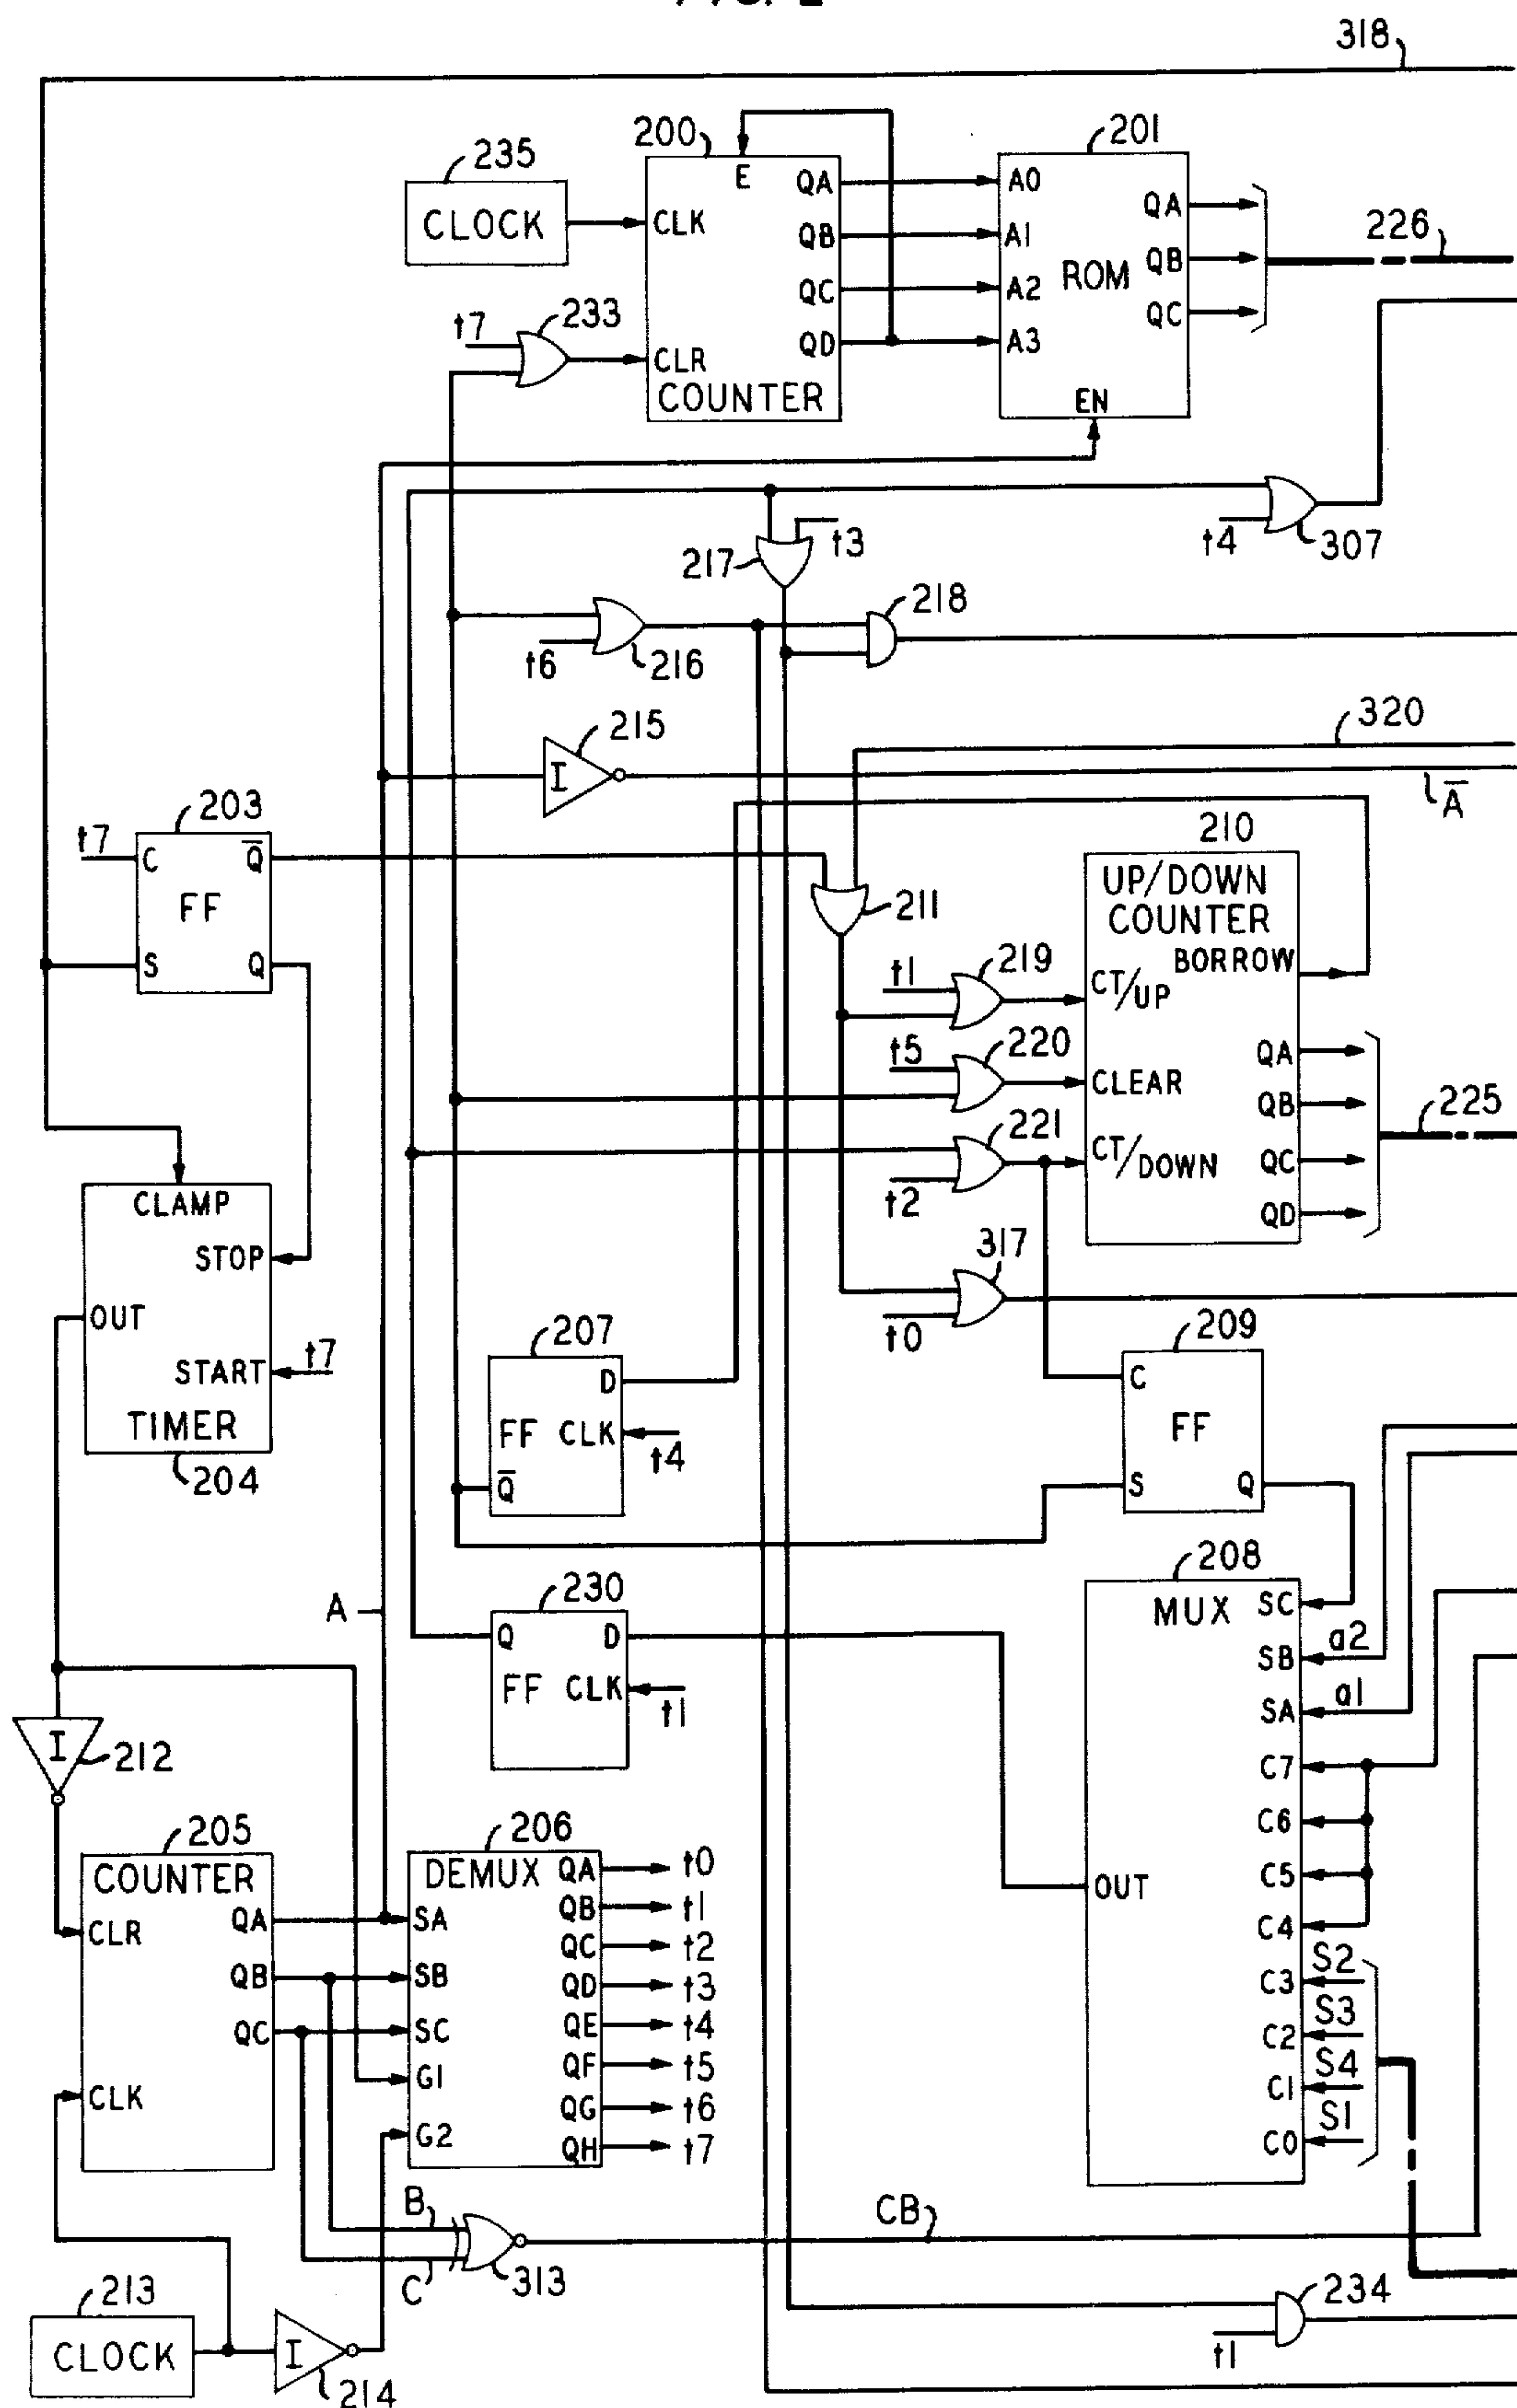 318
235
CLOCK
200
E
CLK
CLR
COUNTER
QA
QB
QC
QD
201
A0
A1
A2
A3
ROM
QA
QB
QC
EN
226
t7
233
217
t3
t4
307
t6
216
218
215
I
320
A
203
t7
C
Q
FF
S
Q
211
210
UP/DOWN
COUNTER
BORROW
CT/UP
CLEAR
CT/DOWN
QA
QB
QC
QD
225
t1
219
t5
220
221
t2
317
t0
CLAMP
STOP
OUT
START
t7
TIMER
204
207
D
FF
CLK
t4
Q
209
C
FF
S
Q
A
230
Q
D
FF
CLK
t1
208
MUX
SC
SB
a2
SA
a1
C7
C6
C5
C4
C3
S2
C2
S3
C1
S4
C0
S1
OUT
I
212
205
COUNTER
CLR
QA
QB
QC
CLK
206
DEMUX
SA
SB
SC
G1
G2
QA
t0
QB
t1
QC
t2
QD
t3
QE
t4
QF
t5
QG
t6
QH
t7
B
C
313
CB
234
t1
213
CLOCK
I
214